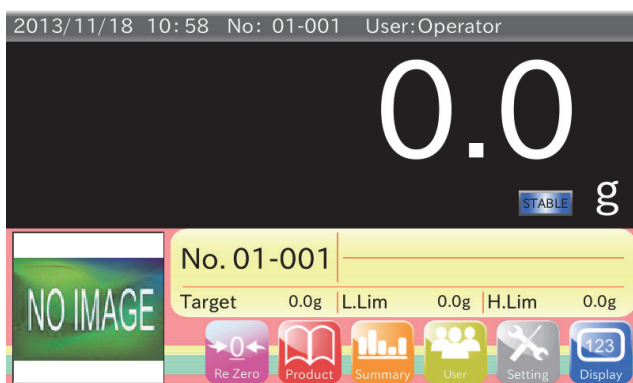 2013/11/18 10:58 No: 01-001 User:Operator
0.0
STABLE g
No. 01-001
NO IMAGE
Target 0.0g L.Lim 0.0g H.Lim 0.0g
→0← 123
Re Zero Product Summary User Setting Display